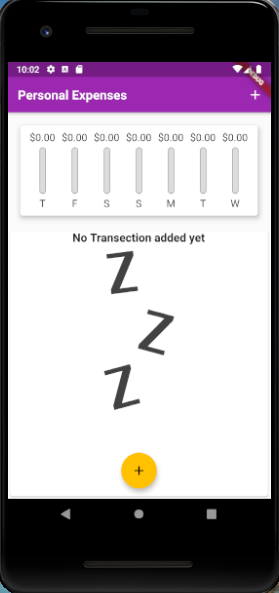 10:02
Personal Expenses +
$0.00 $0.00 $0.00 $0.00 $0.00 $0.00 $0.00
T F S S M T W
No Transection added yet
Z
Z
Z
+